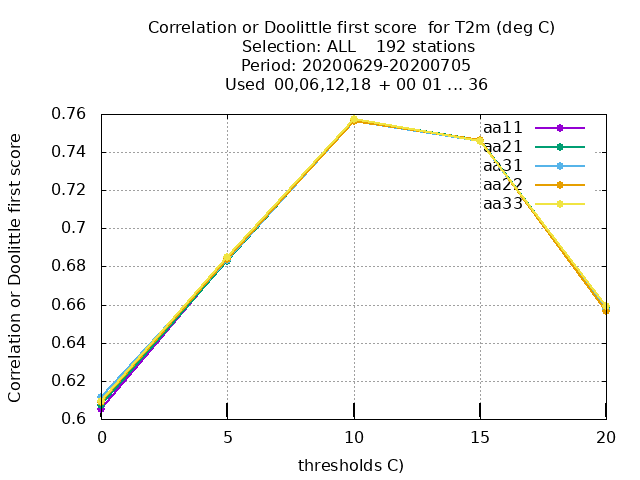 Correlation or Doolittle first score for T2m (deg C)
Selection: ALL 192 stations
Period: 20200629-20200705
Used 00,06,12,18 + 00 01 ... 36
Correlation or Doolittle first score
0.76
0.74
0.72
0.7
0.68
0.66
0.64
0.62
0.6
aa11
aa21
aa31
aa22
aa33
0 5 10 15 20
thresholds C)